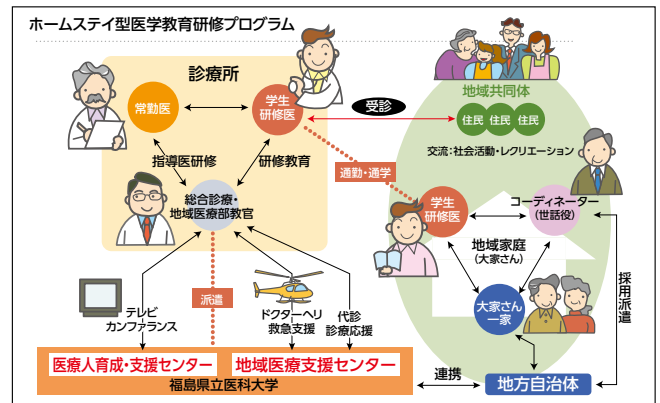 ホームステイ型医学教育研修プログラム
診療所
常勤医
学生
研修医
指導医研修
研修教育
総合診療・
地域医療部教官
受診
通勤・通学
地域共同体
住民 住民 住民
交流:社会活動・レクリエーション
学生
研修医
コーディネーター
(世話役)
地域家庭
(大家さん)
大家さん
一家
採用派遣
テレビ
カンファランス
派遣
ドクターヘリ
救急支援
代診
診療応援
医療人育成・支援センター
地域医療支援センター
福島県立医科大学
連携
地方自治体